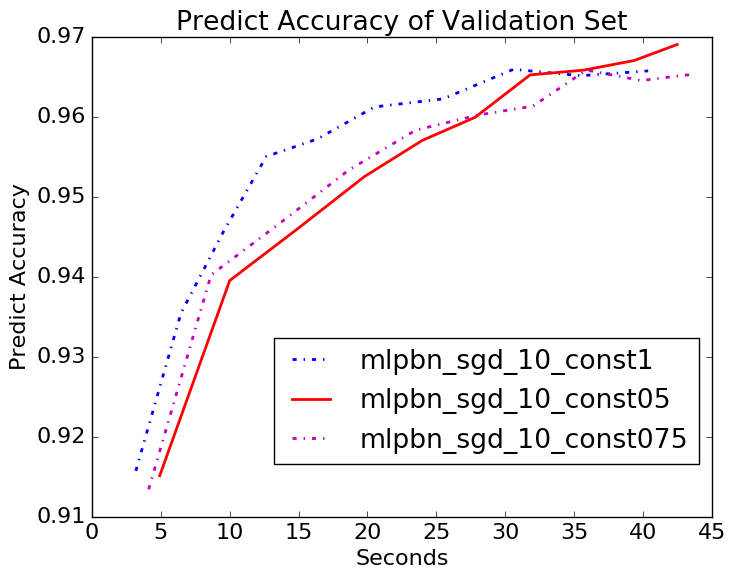 Predict Accuracy of Validation Set
0.97
0.96
0.95
0.94
0.93
0.92
0.91
Predict Accuracy
mlpbn_sgd_10_const1
mlpbn_sgd_10_const05
mlpbn_sgd_10_const075
0 5 10 15 20 25 30 35 40 45
Seconds